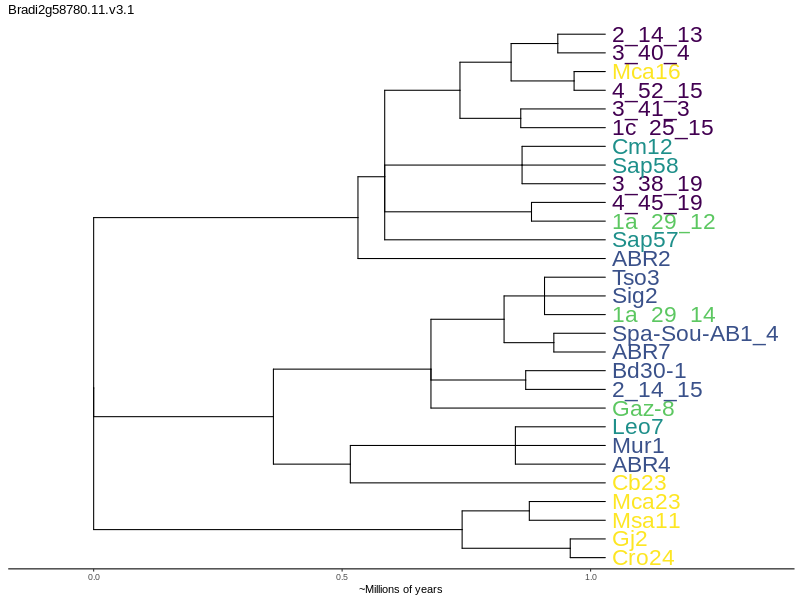 Bradi2g58780.11.v3.1
2_14_13
3_40_4
Mca16
4_52_15
3_41_3
1c_25_15
Cm12
Sap58
3_38_19
4_45_19
1a_29_12
Sap57
ABR2
Tso3
Sig2
1a_29_14
Spa-Sou-AB1_4
ABR7
Bd30-1
2_14_15
Gaz-8
Leo7
Mur1
ABR4
Cb23
Mca23
Msa11
Gj2
Cro24
0.0 0.5 1.0
~Millions of years